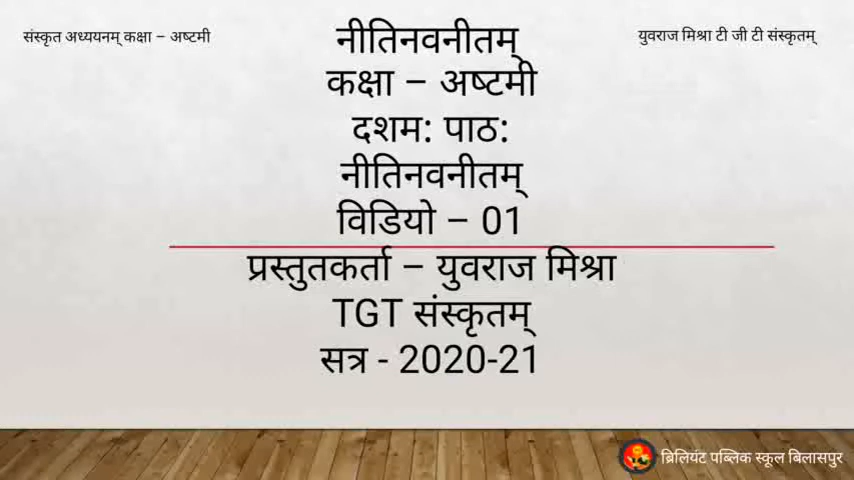 संस्कृत अध्ययनम् कक्षा – अष्टमी
युवराज मिश्रा टी जी टी संस्कृतम्
नीतिनवनीतम्
कक्षा – अष्टमी
दशम: पाठ:
नीतिनवनीतम्
विडियो – 01
प्रस्तुतकर्ता – युवराज मिश्रा
TGT संस्कृतम्
सत्र - 2020-21
ब्रिलियंट पब्लिक स्कूल बिलासपुर